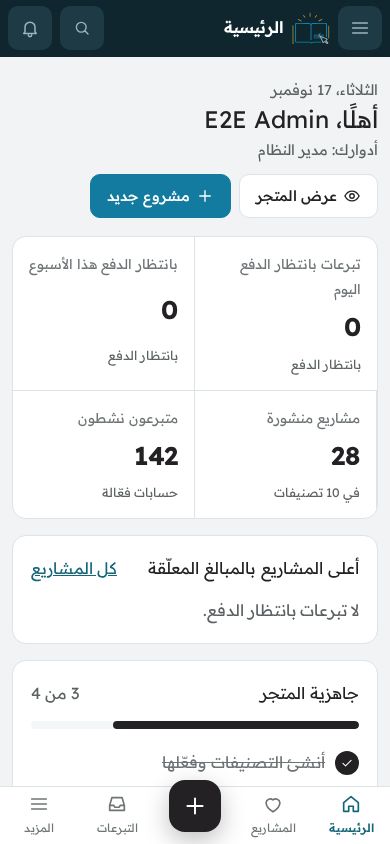 الرئيسية
الثلاثاء، 17 نوفمبر
أهلًا، E2E Admin
أدوارك: مدير النظام
عرض المتجر
مشروع جديد
تبرعات بانتظار الدفع اليوم
0
بانتظار الدفع
بانتظار الدفع هذا الأسبوع
0
بانتظار الدفع
مشاريع منشورة
28
في 10 تصنيفات
متبرعون نشطون
142
حسابات فعّالة
أعلى المشاريع بالمبالغ المعلّقة
كل المشاريع
لا تبرعات بانتظار الدفع.
جاهزية المتجر
3 من 4
أنشئ التصنيفات وفعّلها
الرئيسية
المشاريع
التبرعات
المزيد